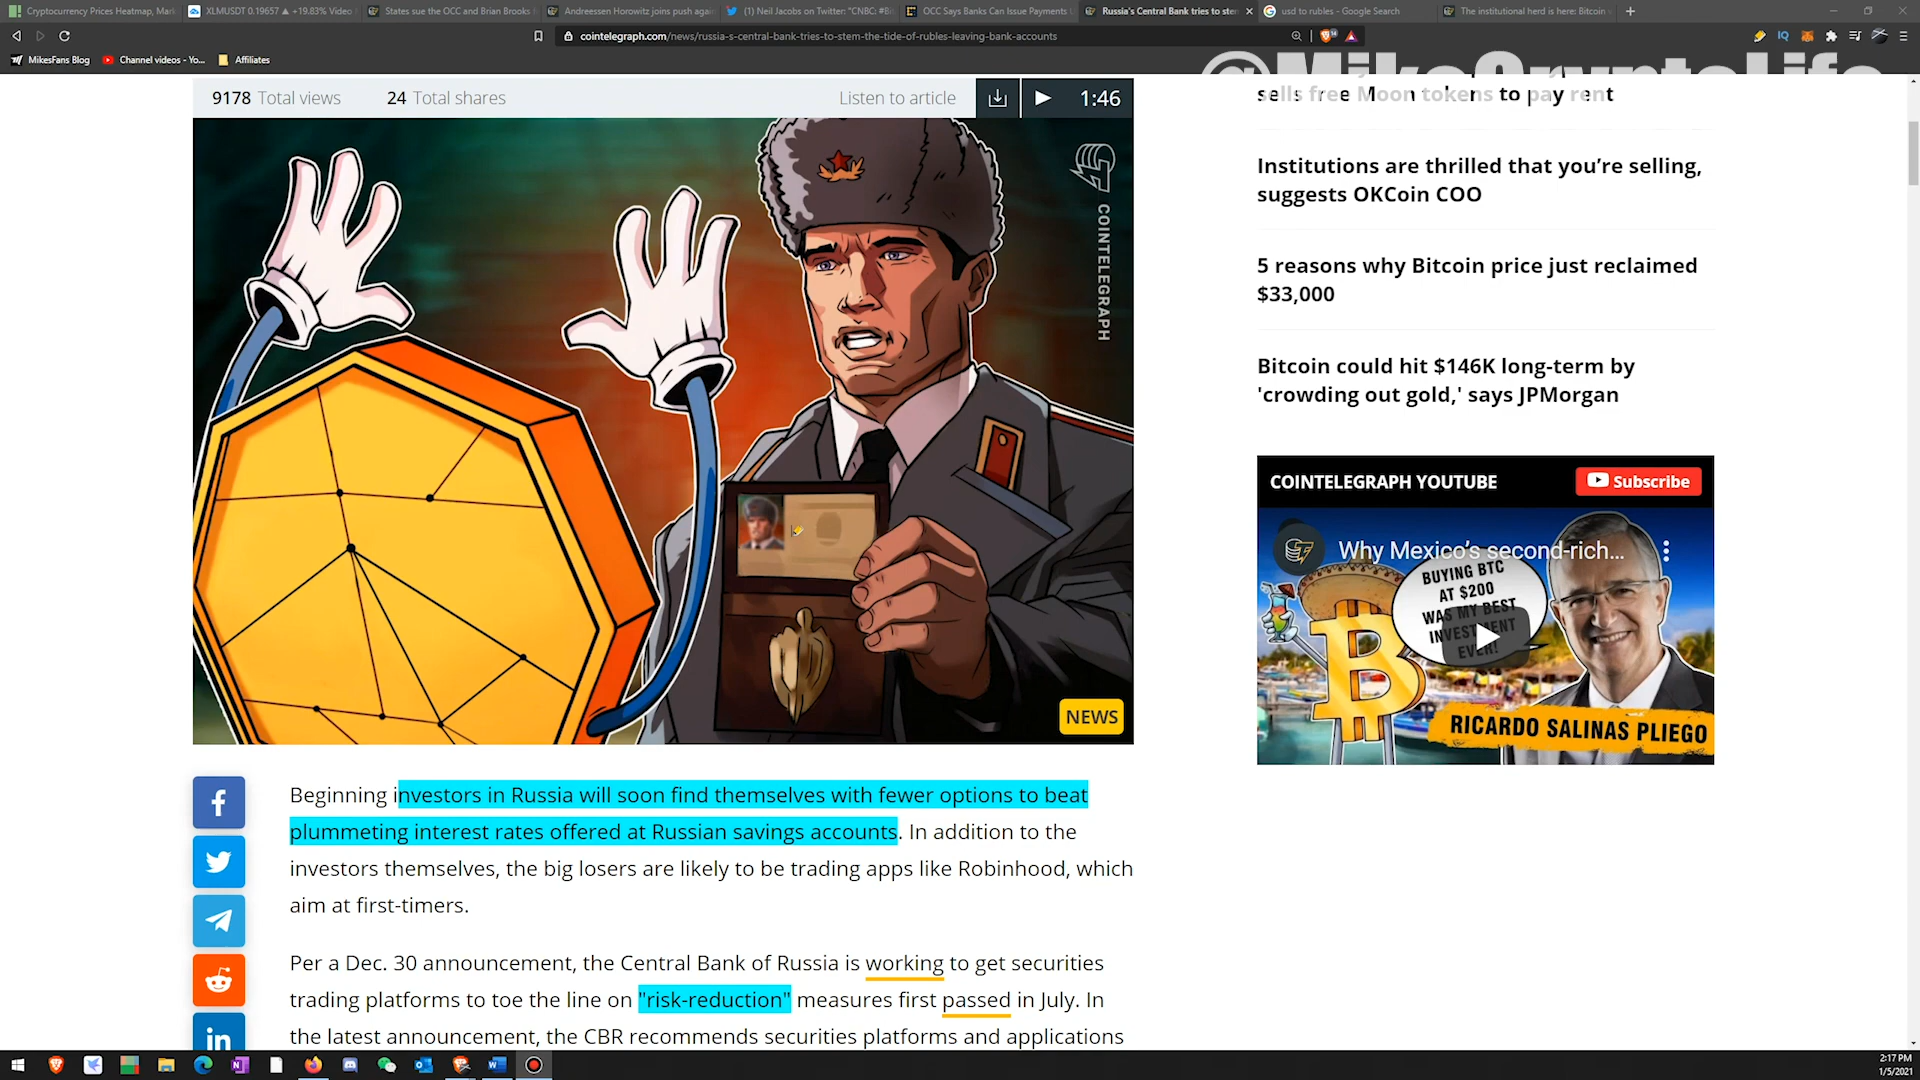 Cryptocurrency Prices Heatmap, Mark
XLMUSDT 0.19657 ▲ +19.83% Video
States sue the OCC and Brian Brooks
Andreessen Horowitz joins push again
(1) Neil Jacobs on Twitter: "CNBC: #Bi
OCC Says Banks Can Issue Payments
Russia's Central Bank tries to ste
usd to rubles - Google Search
The institutional herd is here: Bitcoin v
cointelegraph.com/news/russia-s-central-bank-tries-to-stem-the-tide-of-rubles-leaving-bank-accounts
MikesFans Blog
Channel videos - Yo...
Affiliates
@MikeCryptoLife
9178 Total views
24 Total shares
Listen to article
1:46
COINTELEGRAPH
NEWS
sells free Moon tokens to pay rent
Institutions are thrilled that you're selling,
suggests OKCoin COO
5 reasons why Bitcoin price just reclaimed
$33,000
Bitcoin could hit $146K long-term by
'crowding out gold,' says JPMorgan
COINTELEGRAPH YOUTUBE
Subscribe
Why Mexico's second-rich...
BUYING BTC
AT $200
WAS MY BEST
INVESTMENT
EVER!
RICARDO SALINAS PLIEGO
Beginning investors in Russia will soon find themselves with fewer options to beat
plummeting interest rates offered at Russian savings accounts. In addition to the
investors themselves, the big losers are likely to be trading apps like Robinhood, which
aim at first-timers.
Per a Dec. 30 announcement, the Central Bank of Russia is working to get securities
trading platforms to toe the line on "risk-reduction" measures first passed in July. In
the latest announcement, the CBR recommends securities platforms and applications
2:17 PM
1/5/2021